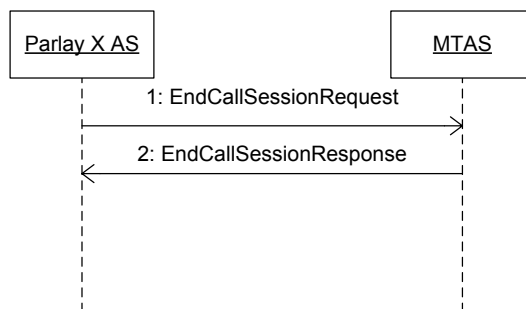 Parlay X AS
MTAS
1: EndCallSessionRequest
2: EndCallSessionResponse